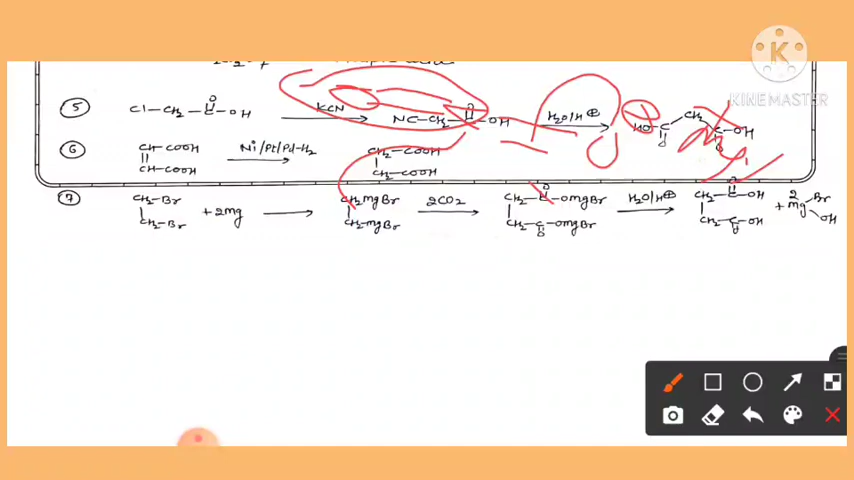 KINEMASTER
K
⑤ Cl—CH2—C(=O)—OH KCN NC—CH2—C(=O)—OH H2O/H⊕ HO—C(=O)—CH2—C(=O)—OH
⑥ CH—COOH || CH—COOH Ni/Pt/Pd-H2 CH2—COOH | CH2—COOH
⑦ CH2—Br | CH2—Br + 2mg → CH2mgBr | CH2mgBr 2CO2 CH2—C(=O)—OmgBr | CH2—C(=O)—OmgBr H2O/H⊕ CH2—C(=O)—OH | CH2—C(=O)—OH + 2 mg Br OH